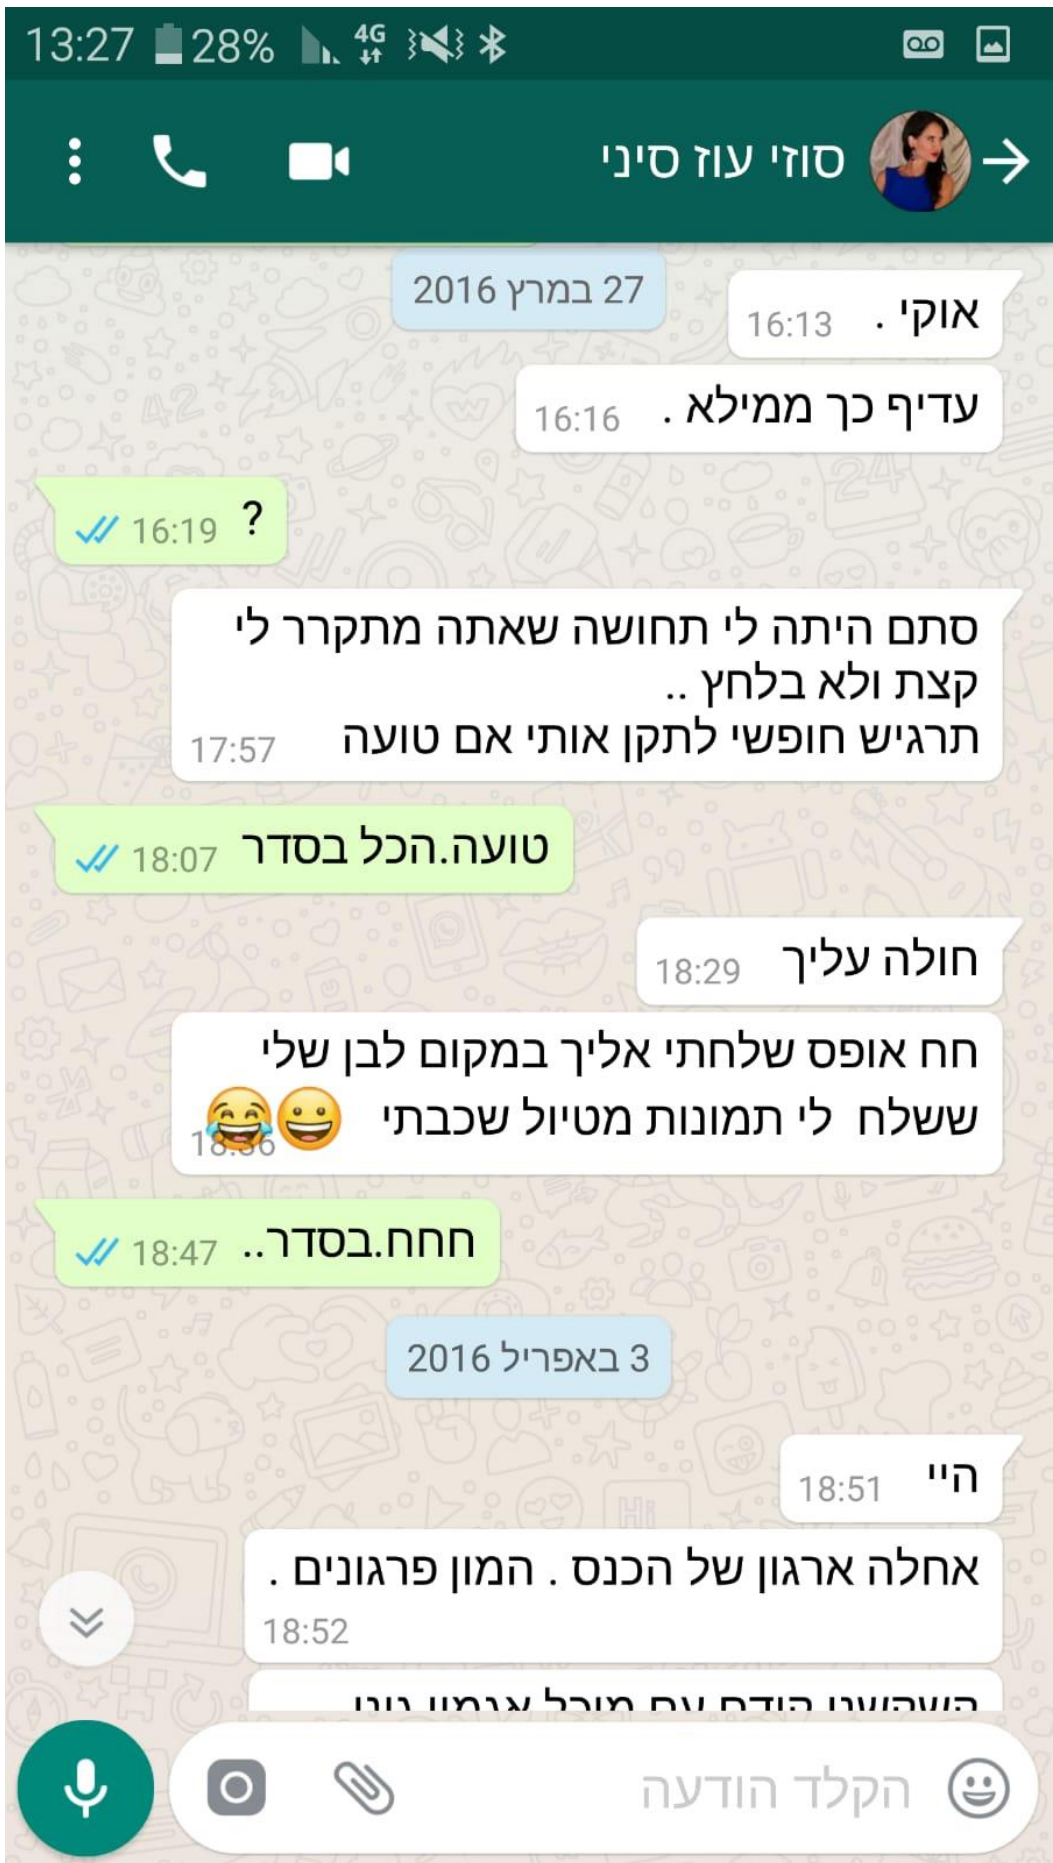 13:27 28% 4G
סוזי עוז סיני
27 במרץ 2016
אוקי . 16:13
עדיף כך ממילא . 16:16
? 16:19
סתם היתה לי תחושה שאתה מתקרר לי
קצת ולא בלחץ ..
תרגיש חופשי לתקן אותי אם טועה 17:57
טועה.הכל בסדר 18:07
חולה עליך 18:29
חח אופס שלחתי אליך במקום לבן שלי
ששלח לי תמונות מטיול שכבתי 😀😂 18:36
חחח.בסדר.. 18:47
3 באפריל 2016
היי 18:51
אחלה ארגון של הכנס . המון פרגונים .
18:52
הקלד הודעה